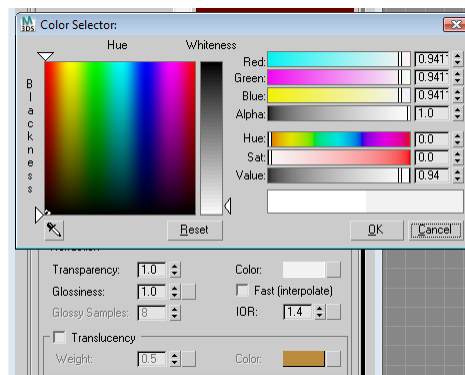 M
3DS
Color Selector:
Hue
Whiteness
Blackness
Red: 0.941
Green: 0.941
Blue: 0.941
Alpha: 1.0
Hue: 0.0
Sat: 0.0
Value: 0.94
Reset
OK
Cancel
Transparency: 1.0
Color:
Glossiness: 1.0
Fast (interpolate)
Glossy Samples: 8
IOR: 1.4
Translucency
Weight: 0.5
Color: